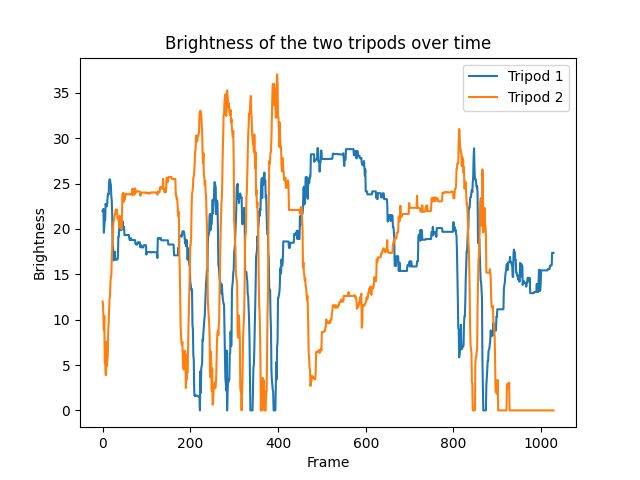 Brightness of the two tripods over time
Tripod 1
Tripod 2
Brightness
35
30
25
20
15
10
5
0
0 200 400 600 800 1000
Frame